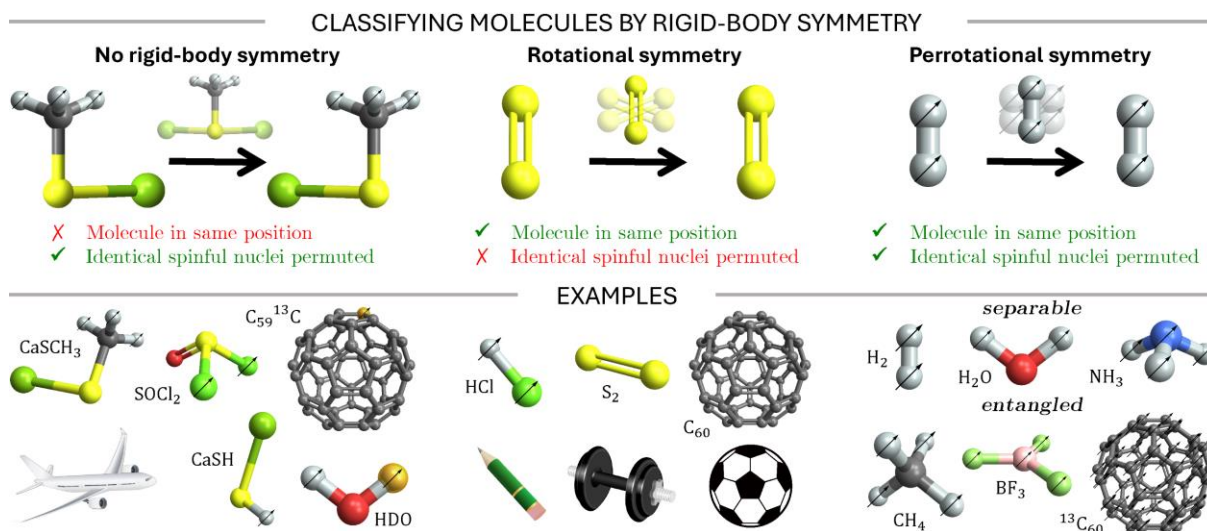 CLASSIFYING MOLECULES BY RIGID-BODY SYMMETRY
No rigid-body symmetry
Rotational symmetry
Perrotational symmetry
✗ Molecule in same position
✓ Identical spinful nuclei permuted
✓ Molecule in same position
✗ Identical spinful nuclei permuted
✓ Molecule in same position
✓ Identical spinful nuclei permuted
EXAMPLES
CaSCH₃
SOCl₂
C₅₉¹³C
CaSH
HDO
HCl
S₂
C₆₀
separable
H₂
H₂O
NH₃
entangled
CH₄
BF₃
¹³C₆₀